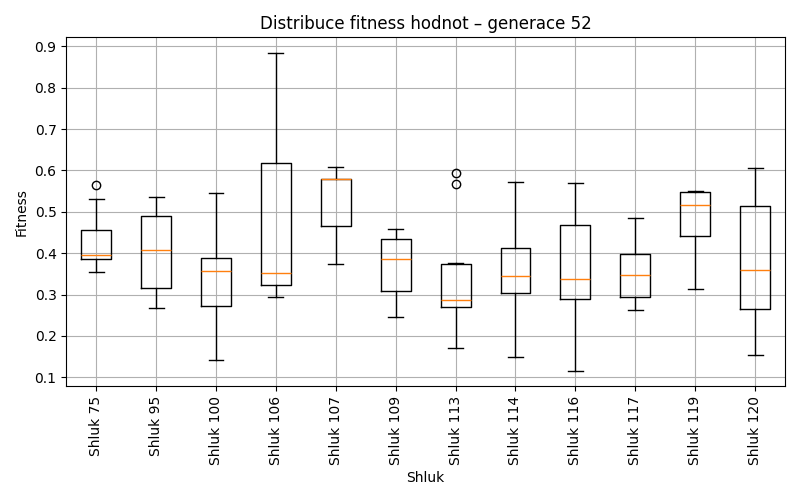 Distribuce fitness hodnot – generace 52
Fitness
0.9
0.8
0.7
0.6
0.5
0.4
0.3
0.2
0.1
Shluk 75
Shluk 95
Shluk 100
Shluk 106
Shluk 107
Shluk 109
Shluk 113
Shluk 114
Shluk 116
Shluk 117
Shluk 119
Shluk 120
Shluk